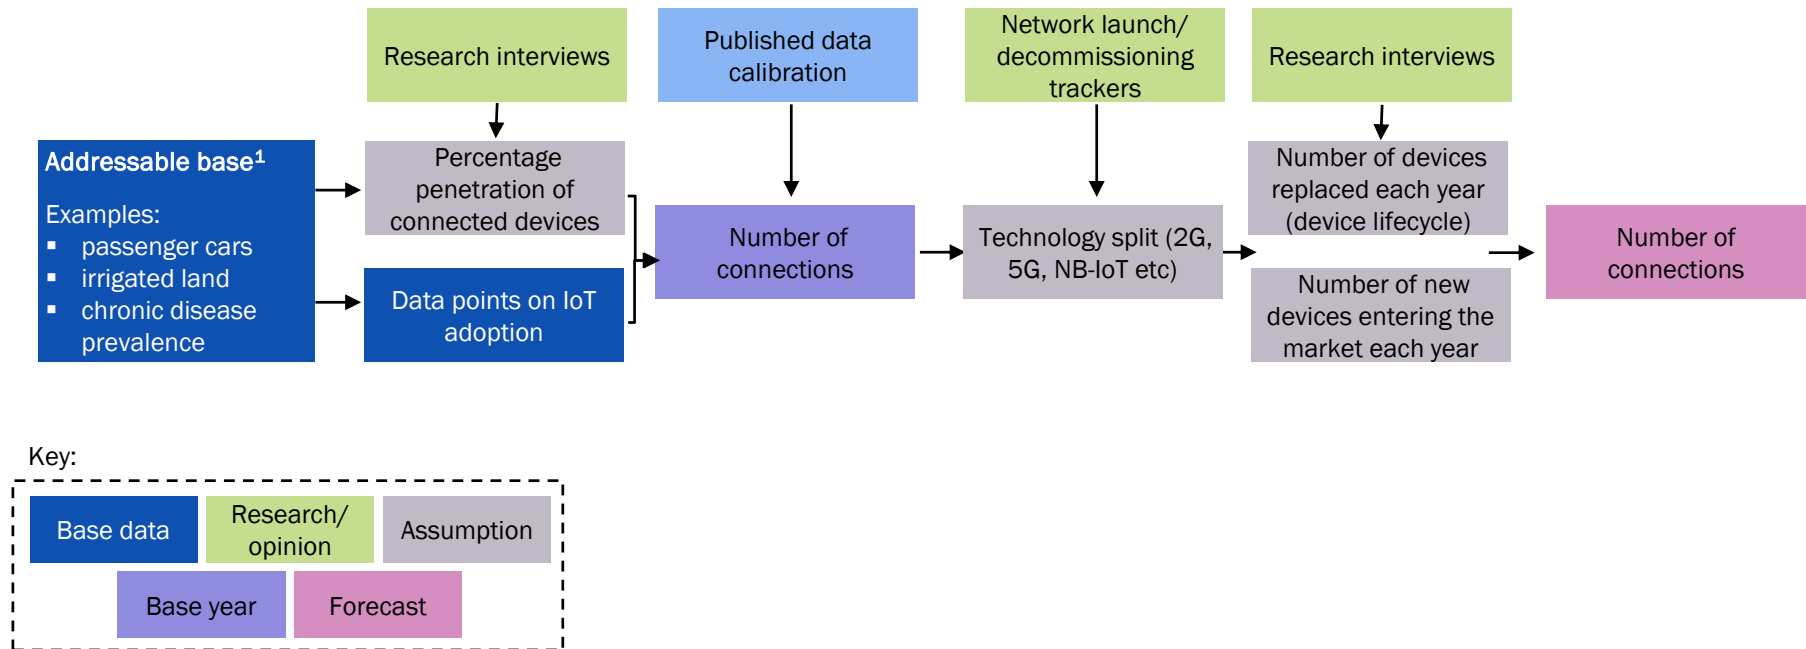 Research interviews
Published data
calibration
Network launch/
decommissioning
trackers
Research interviews
Addressable base¹
Examples:
▪ passenger cars
▪ irrigated land
▪ chronic disease
prevalence
Percentage
penetration of
connected devices
Data points on IoT
adoption
Number of
connections
Technology split (2G,
5G, NB-IoT etc)
Number of devices
replaced each year
(device lifecycle)
Number of new
devices entering the
market each year
Number of
connections
Key:
Base data
Research/
opinion
Assumption
Base year
Forecast